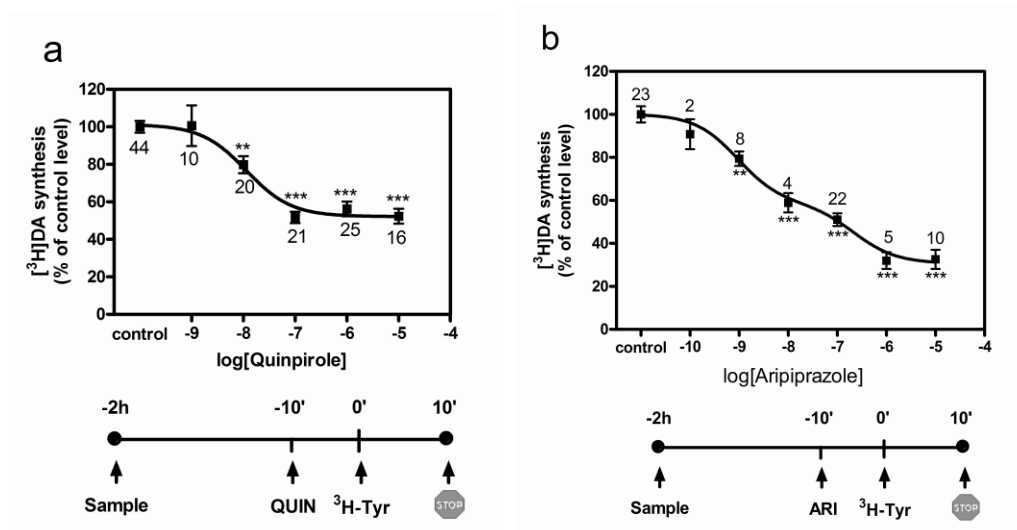 a
[³H]DA synthesis
(% of control level)
120
100
80
60
40
20
0
44
10
**
20
***
21
***
25
***
16
control -9 -8 -7 -6 -5 -4
log[Quinpirole]
-2h -10' 0' 10'
Sample QUIN ³H-Tyr STOP
b
[³H]DA synthesis
(% of control level)
120
100
80
60
40
20
0
23
2
8
**
4
***
22
***
5
***
10
***
control -10 -9 -8 -7 -6 -5 -4
log[Aripiprazole]
-2h -10' 0' 10'
Sample ARI ³H-Tyr STOP